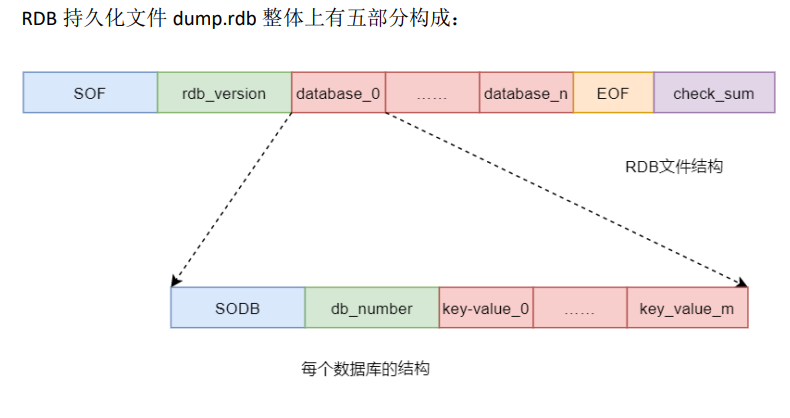 RDB 持久化文件 dump.rdb 整体上有五部分构成：
SOF rdb_version database_0 …… database_n EOF check_sum
RDB文件结构
SODB db_number key-value_0 …… key_value_m
每个数据库的结构